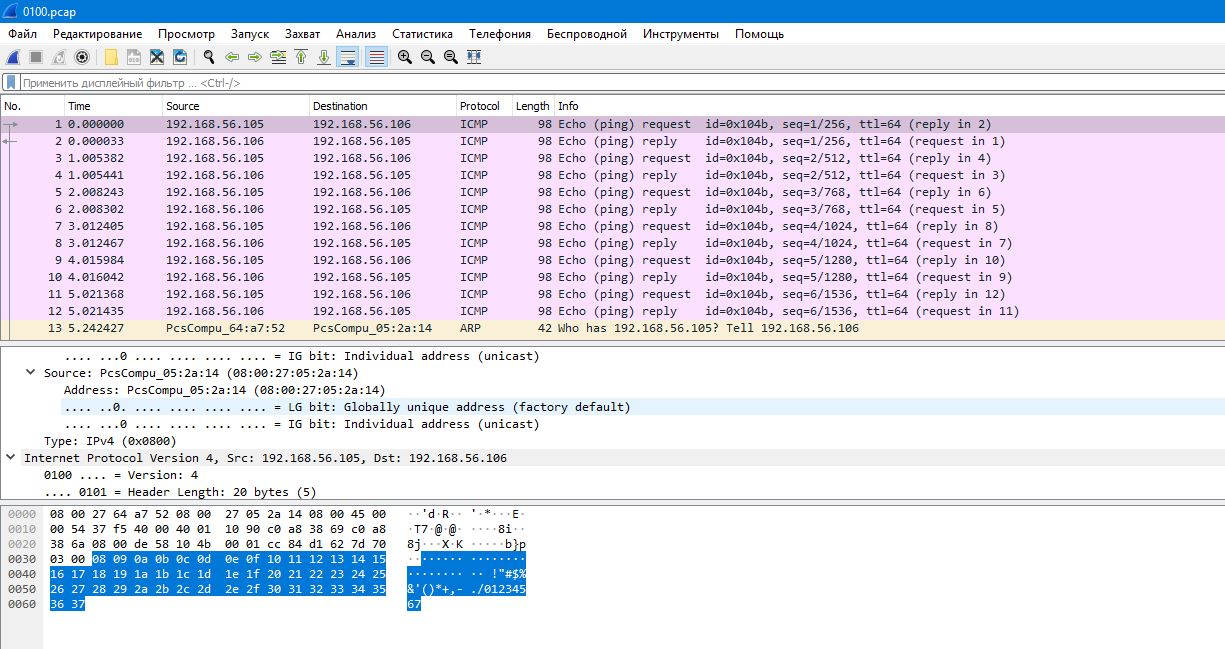 0100.pcap
Файл Редактирование Просмотр Запуск Захват Анализ Статистика Телефония Беспроводной Инструменты Помощь
Применить дисплейный фильтр ... <Ctrl-/>
No. Time Source Destination Protocol Length Info
1 0.000000 192.168.56.105 192.168.56.106 ICMP 98 Echo (ping) request id=0x104b, seq=1/256, ttl=64 (reply in 2)
2 0.000033 192.168.56.106 192.168.56.105 ICMP 98 Echo (ping) reply id=0x104b, seq=1/256, ttl=64 (request in 1)
3 1.005382 192.168.56.105 192.168.56.106 ICMP 98 Echo (ping) request id=0x104b, seq=2/512, ttl=64 (reply in 4)
4 1.005441 192.168.56.106 192.168.56.105 ICMP 98 Echo (ping) reply id=0x104b, seq=2/512, ttl=64 (request in 3)
5 2.008243 192.168.56.105 192.168.56.106 ICMP 98 Echo (ping) request id=0x104b, seq=3/768, ttl=64 (reply in 6)
6 2.008302 192.168.56.106 192.168.56.105 ICMP 98 Echo (ping) reply id=0x104b, seq=3/768, ttl=64 (request in 5)
7 3.012405 192.168.56.105 192.168.56.106 ICMP 98 Echo (ping) request id=0x104b, seq=4/1024, ttl=64 (reply in 8)
8 3.012467 192.168.56.106 192.168.56.105 ICMP 98 Echo (ping) reply id=0x104b, seq=4/1024, ttl=64 (request in 7)
9 4.015984 192.168.56.105 192.168.56.106 ICMP 98 Echo (ping) request id=0x104b, seq=5/1280, ttl=64 (reply in 10)
10 4.016042 192.168.56.106 192.168.56.105 ICMP 98 Echo (ping) reply id=0x104b, seq=5/1280, ttl=64 (request in 9)
11 5.021368 192.168.56.105 192.168.56.106 ICMP 98 Echo (ping) request id=0x104b, seq=6/1536, ttl=64 (reply in 12)
12 5.021435 192.168.56.106 192.168.56.105 ICMP 98 Echo (ping) reply id=0x104b, seq=6/1536, ttl=64 (request in 11)
13 5.242427 PcsCompu_64:a7:52 PcsCompu_05:2a:14 ARP 42 Who has 192.168.56.105? Tell 192.168.56.106
.... ...0 .... .... .... .... = IG bit: Individual address (unicast)
Source: PcsCompu_05:2a:14 (08:00:27:05:2a:14)
Address: PcsCompu_05:2a:14 (08:00:27:05:2a:14)
.... ..0. .... .... .... .... = LG bit: Globally unique address (factory default)
.... ...0 .... .... .... .... = IG bit: Individual address (unicast)
Type: IPv4 (0x0800)
Internet Protocol Version 4, Src: 192.168.56.105, Dst: 192.168.56.106
0100 .... = Version: 4
.... 0101 = Header Length: 20 bytes (5)
0000 08 00 27 64 a7 52 08 00 27 05 2a 14 08 00 45 00 ··'d·R·· '·*···E·
0010 00 54 37 f5 40 00 40 01 10 90 c0 a8 38 69 c0 a8 ·T7·@·@· ····8i··
0020 38 6a 08 00 de 58 10 4b 00 01 cc 84 d1 62 7d 70 8j···X·K ·····b}p
0030 03 00 08 09 0a 0b 0c 0d 0e 0f 10 11 12 13 14 15 ········ ········
0040 16 17 18 19 1a 1b 1c 1d 1e 1f 20 21 22 23 24 25 ········ ·· !"#$%
0050 26 27 28 29 2a 2b 2c 2d 2e 2f 30 31 32 33 34 35 &'()*+,- ./012345
0060 36 37 67